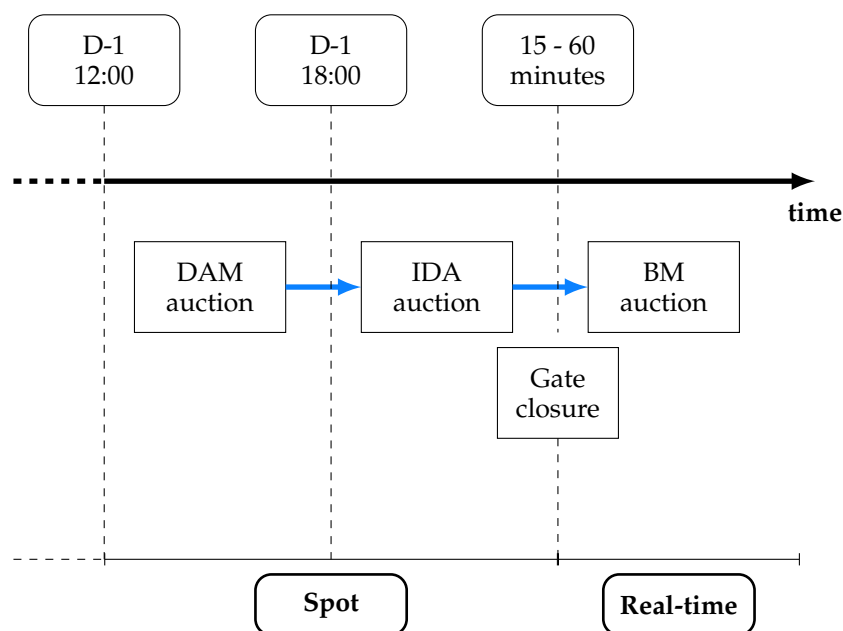 D-1
12:00
D-1
18:00
15 - 60
minutes
time
DAM
auction
IDA
auction
BM
auction
Gate
closure
Spot
Real-time